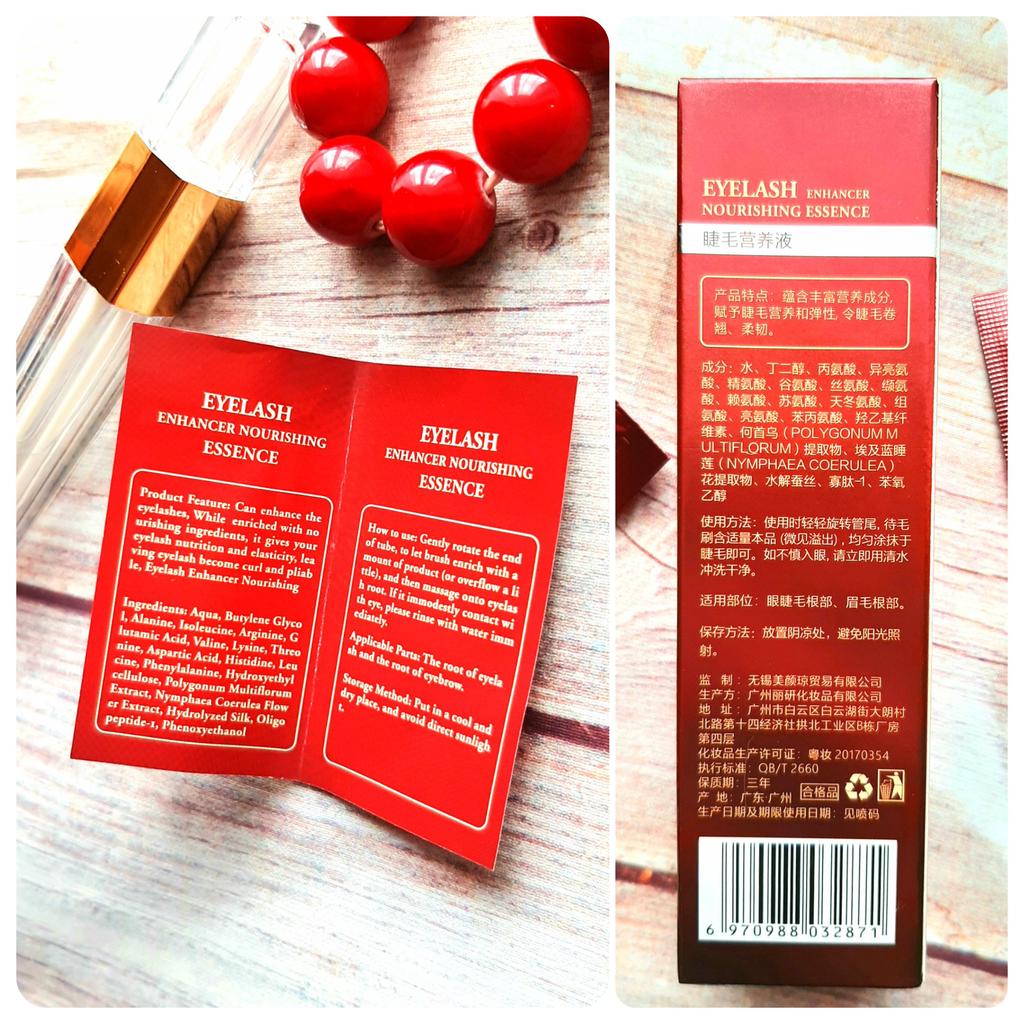 EYELASH
ENHANCER NOURISHING
ESSENCE
Product Feature: Can enhance the
eyelashes, While enriched with no
urishing ingredients, it gives your
eyelash nutrition and elasticity, lea
ving eyelash become curl and pliab
le, Eyelash Enhancer Nourishing
Ingredients: Aqua, Butylene Glyco
l, Alanine, Isoleucine, Arginine, G
lutamic Acid, Valine, Lysine, Threo
nine, Aspartic Acid, Histidine, Leu
cine, Phenylalanine, Hydroxyethyl
cellulose, Polygonum Multiflorum
Extract, Nymphaea Coerulea Flow
er Extract, Hydrolyzed Silk, Oligo
peptide-1, Phenoxyethanol
EYELASH
ENHANCER NOURISHING
ESSENCE
How to use: Gently rotate the end
of tube, to let brush enrich with a
mount of product (or overflow a li
ttle), and then massage onto eyelas
h root. If it immodestly contact wi
th eye, please rinse with water imm
ediately.
Applicable Parts: The root of eyela
sh and the root of eyebrow.
Storage Method: Put in a cool and
dry place, and avoid direct sunligh
t.
EYELASH ENHANCER
NOURISHING ESSENCE
睫毛营养液
产品特点：蕴含丰富营养成分,
赋予睫毛营养和弹性, 令睫毛卷
翘、柔韧。
成分：水、丁二醇、丙氨酸、异亮氨
酸、精氨酸、谷氨酸、丝氨酸、缬氨
酸、赖氨酸、苏氨酸、天冬氨酸、组
氨酸、亮氨酸、苯丙氨酸、羟乙基纤
维素、何首乌（POLYGONUM M
ULTIFLORUM）提取物、埃及蓝睡
莲（NYMPHAEA COERULEA）
花提取物、水解蚕丝、寡肽-1、苯氧
乙醇
使用方法：使用时轻轻旋转管尾, 待毛
刷含适量本品 (微见溢出) , 均匀涂抹于
睫毛即可。如不慎入眼, 请立即用清水
冲洗干净。
适用部位：眼睫毛根部、眉毛根部。
保存方法：放置阴凉处，避免阳光照
射。
监 制：无锡美颜琼贸易有限公司
生产方：广州丽研化妆品有限公司
地 址：广州市白云区白云湖街大朗村
北路第十四经济社拱北工业区B栋厂房
第四层
化妆品生产许可证：粤妆 20170354
执行标准：QB/T 2660
保质期：三年
产 地：广东·广州 合格品
生产日期及期限使用日期：见喷码
6 970988 032871